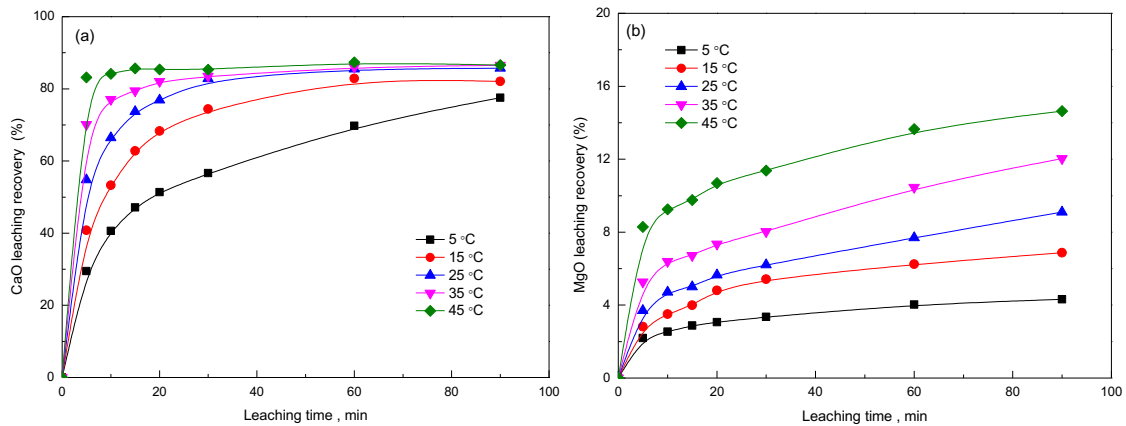 (a)
CaO leaching recovery (%)
100
80
60
40
20
0
5 °C
15 °C
25 °C
35 °C
45 °C
0 20 40 60 80 100
Leaching time , min
(b)
MgO leaching recovery (%)
20
16
12
8
4
0
5 °C
15 °C
25 °C
35 °C
45 °C
0 20 40 60 80 100
Leaching time , min